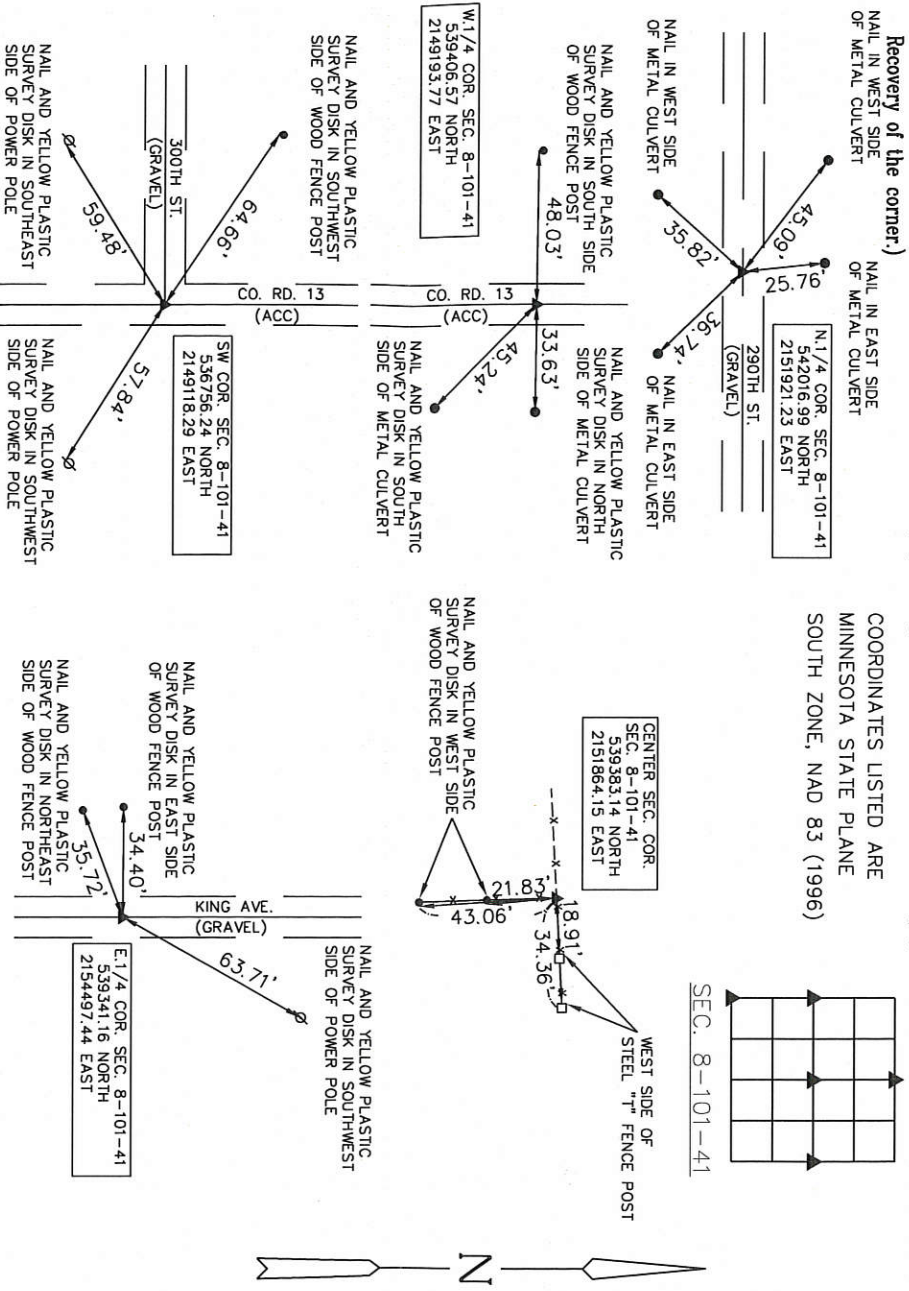 Recovery of the corner.)
NAIL IN WEST SIDE
OF METAL CULVERT
NAIL IN EAST SIDE
OF METAL CULVERT
45.09'
25.76'
N.1/4 COR. SEC. 8-101-41
542016.99 NORTH
2151921.23 EAST
290TH ST.
(GRAVEL)
35.82'
36.74'
NAIL IN WEST SIDE
OF METAL CULVERT
NAIL IN EAST SIDE
OF METAL CULVERT
NAIL AND YELLOW PLASTIC
SURVEY DISK IN SOUTH SIDE
OF WOOD FENCE POST
NAIL AND YELLOW PLASTIC
SURVEY DISK IN NORTH
SIDE OF METAL CULVERT
48.03'
33.63'
45.24'
CO. RD. 13
(ACC)
W.1/4 COR. SEC. 8-101-41
539406.57 NORTH
2149193.77 EAST
NAIL AND YELLOW PLASTIC
SURVEY DISK IN SOUTH
SIDE OF METAL CULVERT
NAIL AND YELLOW PLASTIC
SURVEY DISK IN SOUTHWEST
SIDE OF WOOD FENCE POST
CO. RD. 13
(ACC)
64.66'
300TH ST.
(GRAVEL)
SW COR. SEC. 8-101-41
536756.24 NORTH
2149118.29 EAST
59.48'
57.84'
NAIL AND YELLOW PLASTIC
SURVEY DISK IN SOUTHEAST
SIDE OF POWER POLE
NAIL AND YELLOW PLASTIC
SURVEY DISK IN SOUTHWEST
SIDE OF POWER POLE
COORDINATES LISTED ARE
MINNESOTA STATE PLANE
SOUTH ZONE, NAD 83 (1996)
SEC. 8-101-41
CENTER SEC. COR.
SEC. 8-101-41
539383.14 NORTH
2151864.15 EAST
WEST SIDE OF
STEEL "T" FENCE POST
18.91'
34.36'
21.83'
43.06'
NAIL AND YELLOW PLASTIC
SURVEY DISK IN WEST SIDE
OF WOOD FENCE POST
NAIL AND YELLOW PLASTIC
SURVEY DISK IN SOUTHWEST
SIDE OF POWER POLE
NAIL AND YELLOW PLASTIC
SURVEY DISK IN EAST SIDE
OF WOOD FENCE POST
KING AVE.
(GRAVEL)
63.71'
34.40'
35.72'
E.1/4 COR. SEC. 8-101-41
539341.16 NORTH
2154497.44 EAST
NAIL AND YELLOW PLASTIC
SURVEY DISK IN NORTHEAST
SIDE OF WOOD FENCE POST
N